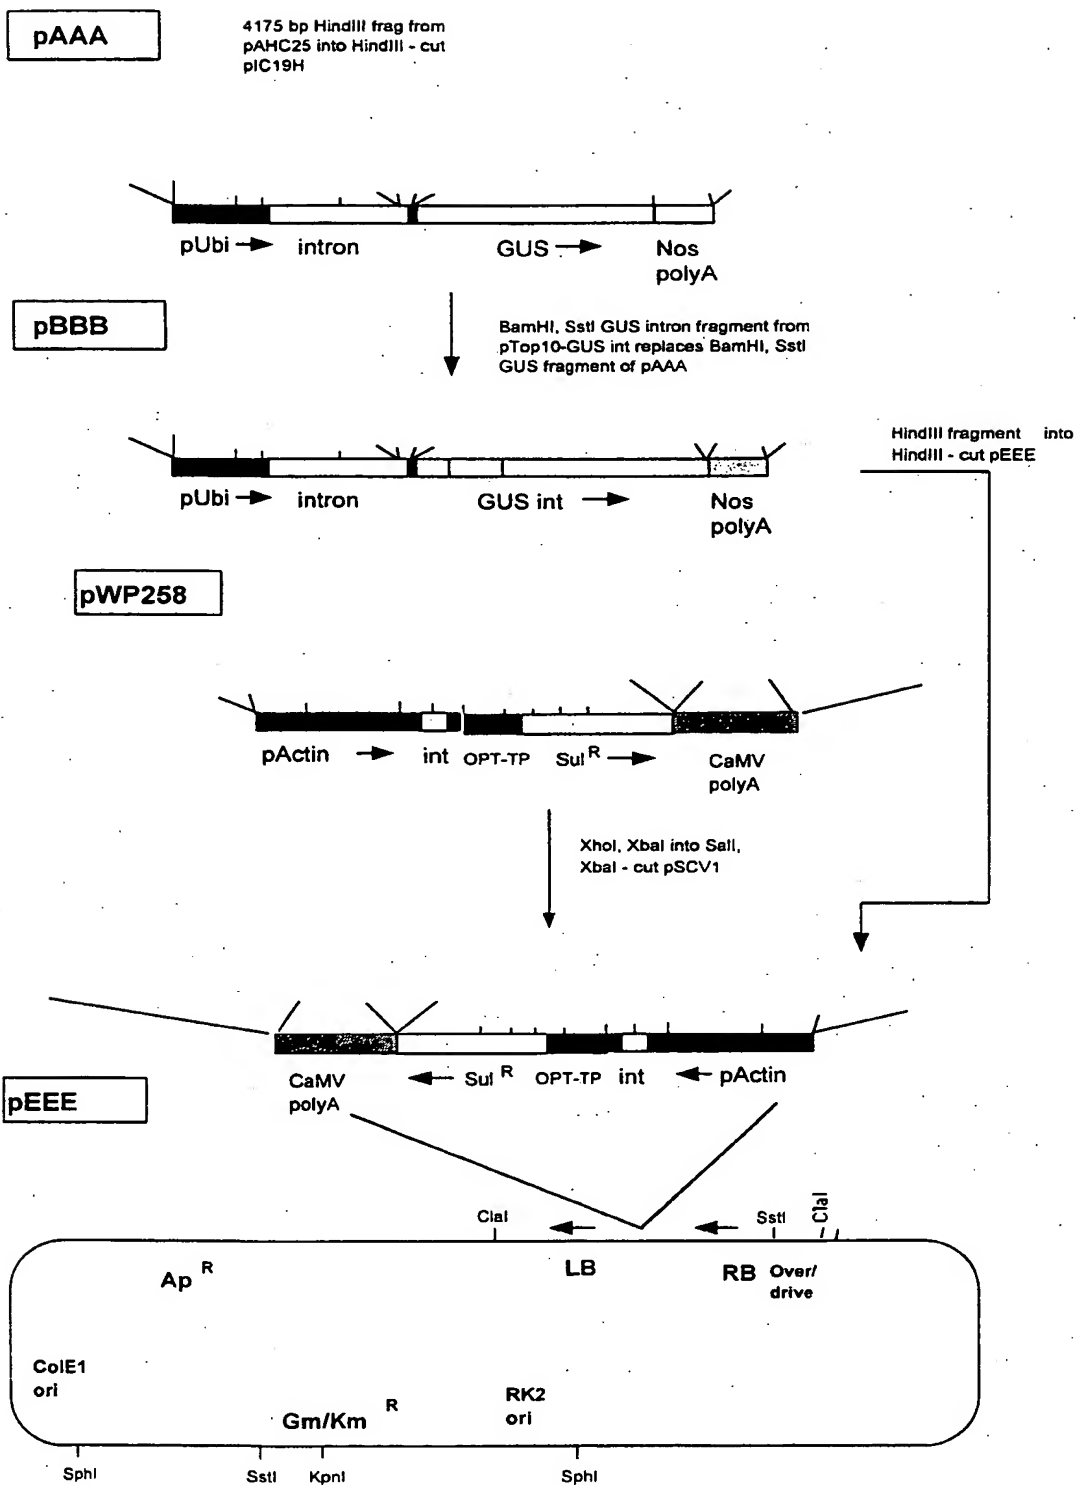 pAAA
4175 bp HindIII frag from
pAHC25 into HindIII - cut
pIC19H
pUbi intron GUS Nos
polyA
pBBB
BamHI, SstI GUS intron fragment from
pTop10-GUS int replaces BamHI, SstI
GUS fragment of pAAA
HindIII fragment into
HindIII - cut pEEE
pUbi intron GUS int Nos
polyA
pWP258
pActin int OPT-TP Sul R CaMV
polyA
XhoI, XbaI into SalI,
XbaI - cut pSCV1
CaMV Sul R OPT-TP int pActin
polyA
pEEE
ClaI SstI ClaI
Ap R LB RB Over/
drive
ColE1
ori
Gm/Km R RK2
ori
SphI SstI KpnI SphI